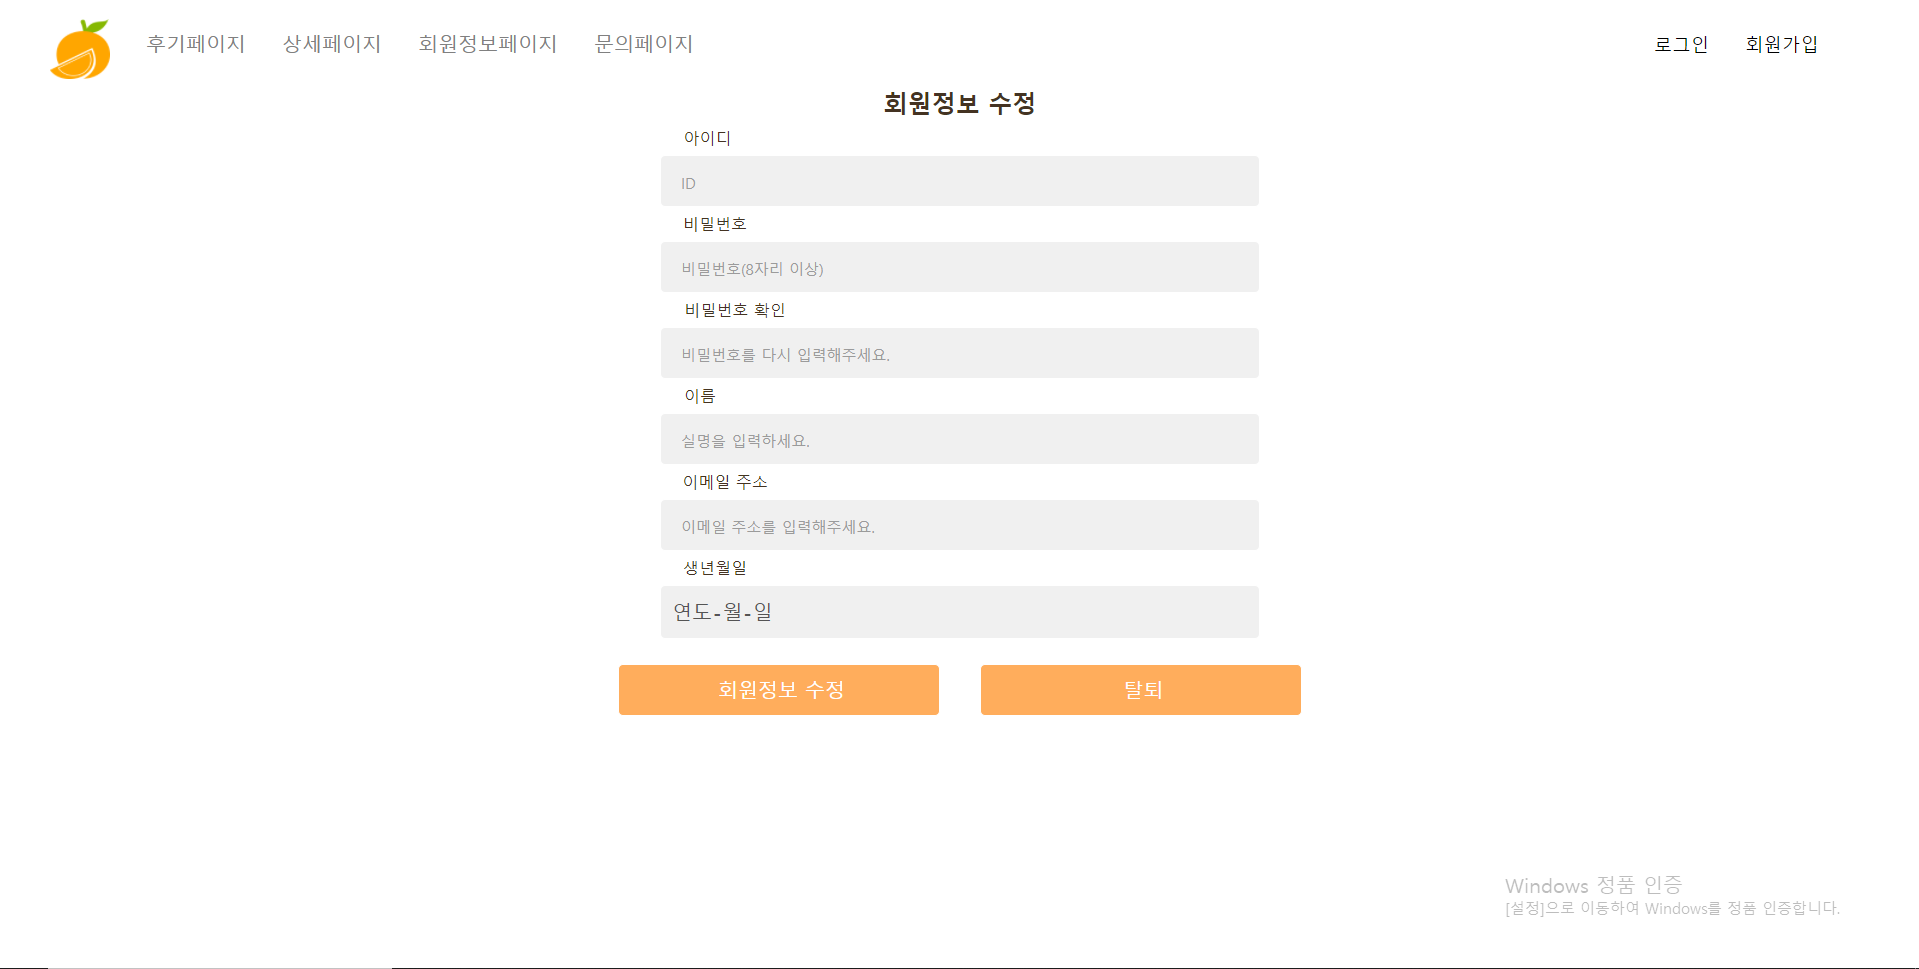 후기페이지 상세페이지 회원정보페이지 문의페이지 로그인 회원가입
회원정보 수정
아이디
ID
비밀번호
비밀번호(8자리 이상)
비밀번호 확인
비밀번호를 다시 입력해주세요.
이름
실명을 입력하세요.
이메일 주소
이메일 주소를 입력해주세요.
생년월일
연도-월-일
회원정보 수정 탈퇴
Windows 정품 인증
[설정]으로 이동하여 Windows를 정품 인증합니다.